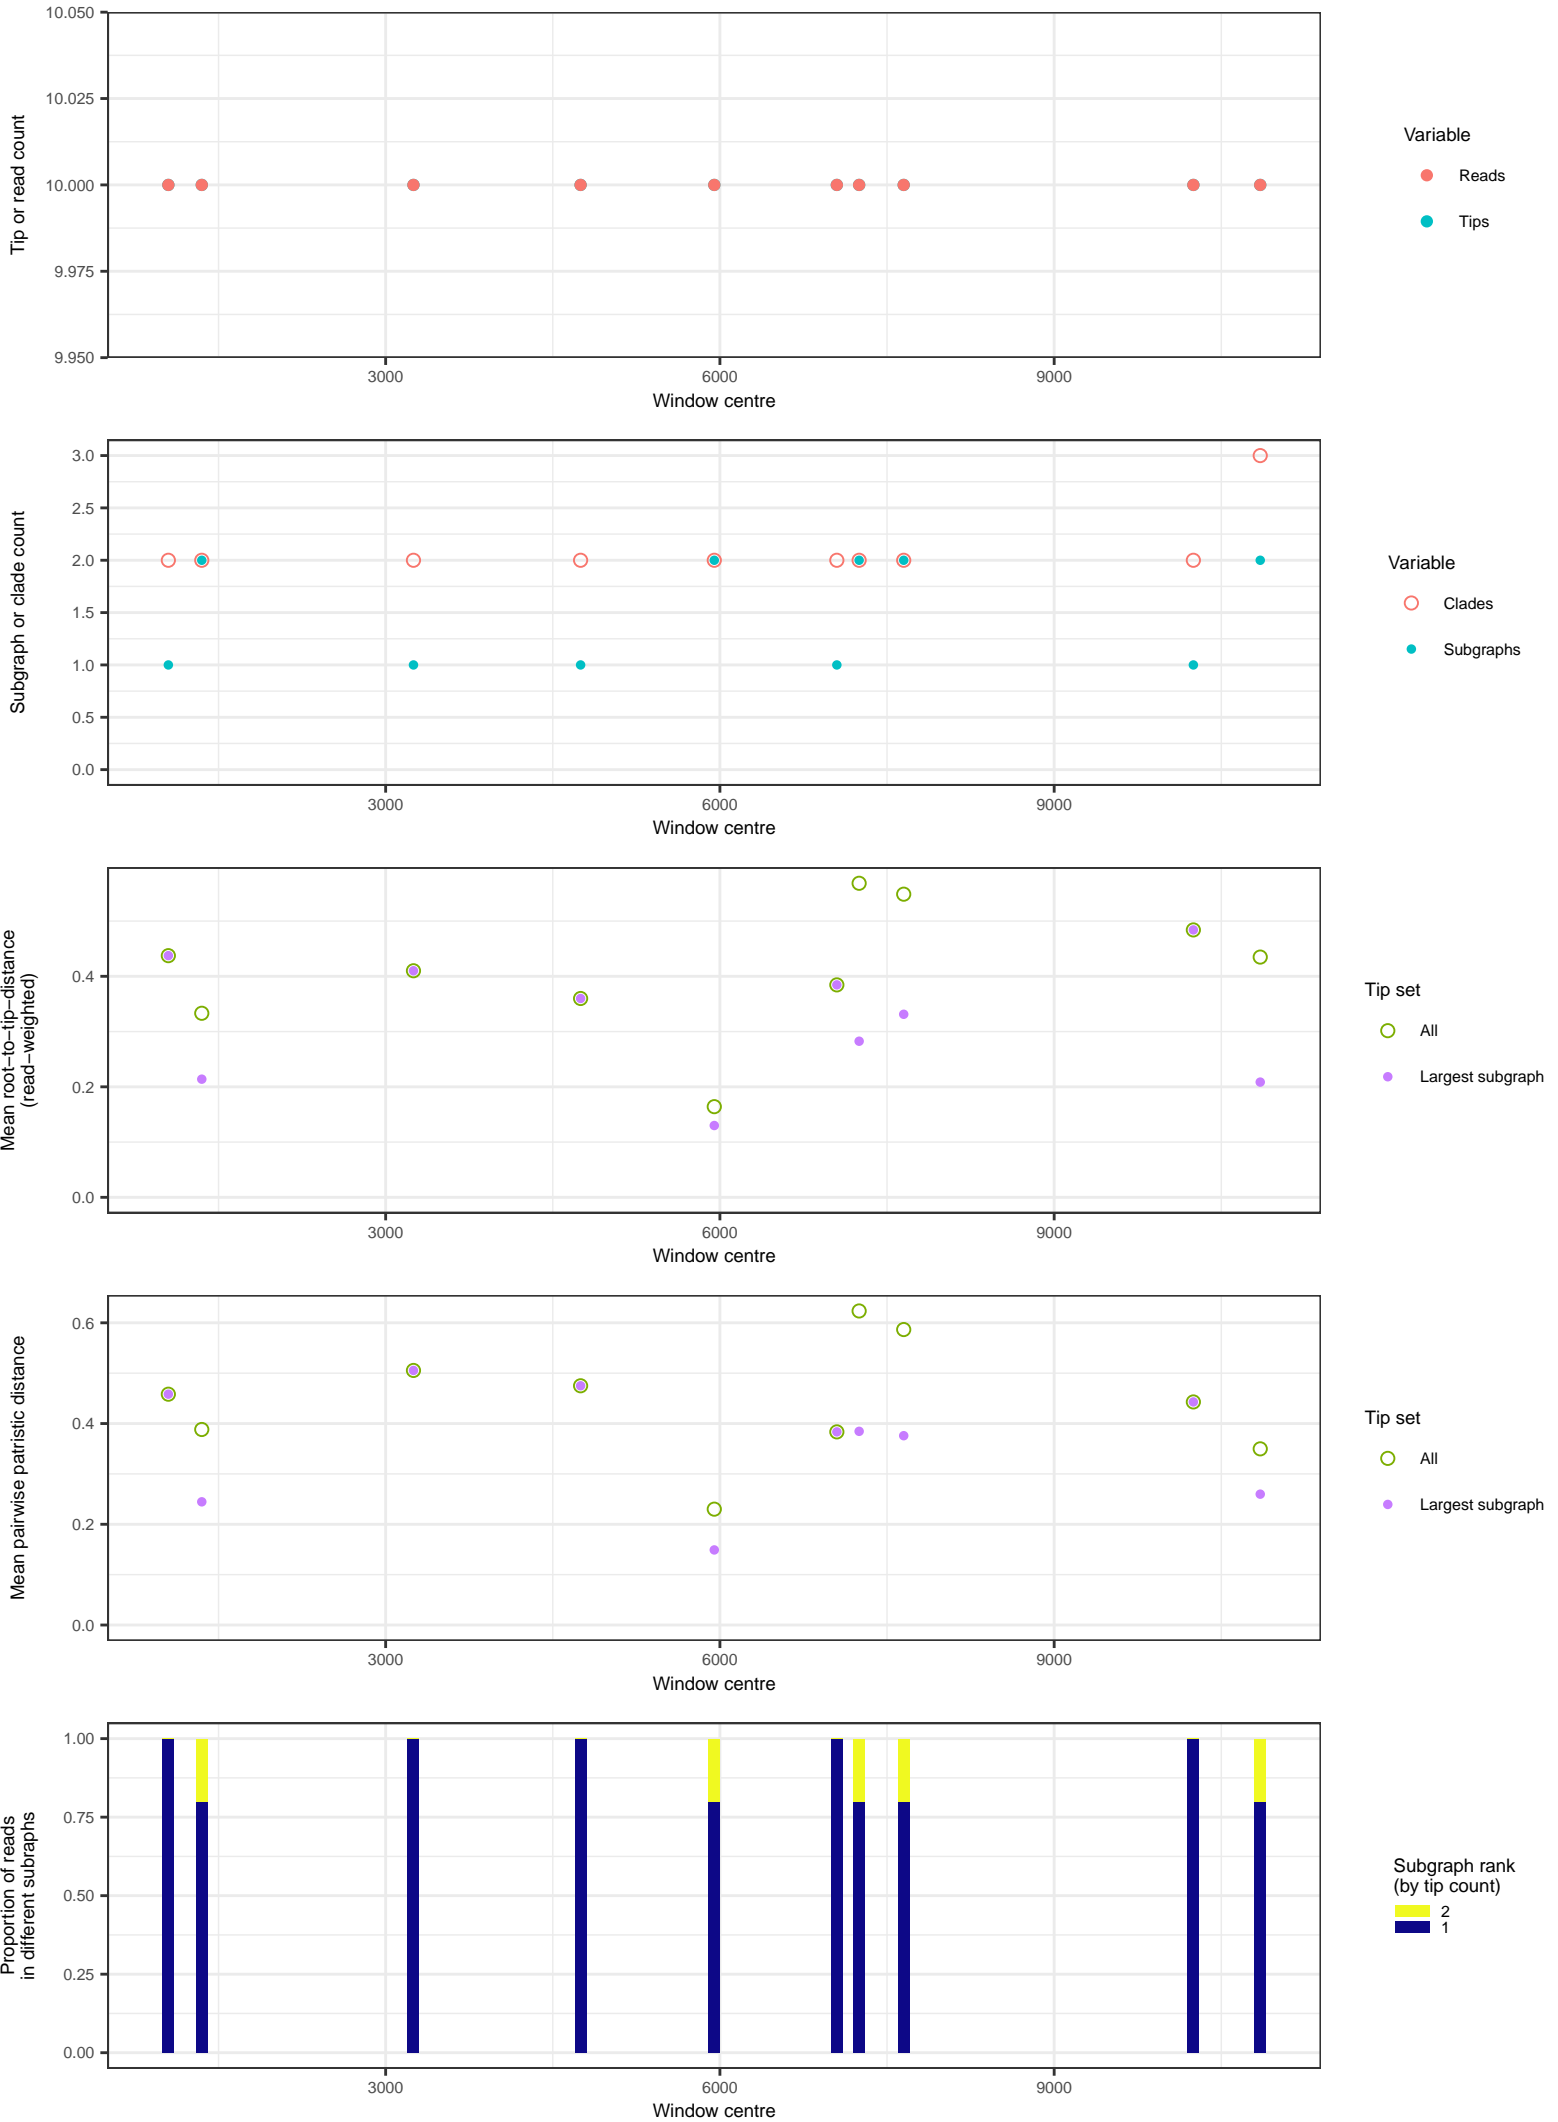 10.050
10.025
10.000
9.975
9.950
Tip or read count
3000
6000
9000
Window centre
Variable
Reads
Tips
3.0
2.5
2.0
1.5
1.0
0.5
0.0
Subgraph or clade count
3000
6000
9000
Window centre
Variable
Clades
Subgraphs
0.4
0.2
0.0
Mean root−to−tip−distance
(read−weighted)
3000
6000
9000
Window centre
Tip set
All
Largest subgraph
0.6
0.4
0.2
0.0
Mean pairwise patristic distance
3000
6000
9000
Window centre
Tip set
All
Largest subgraph
1.00
0.75
0.50
0.25
0.00
Proportion of reads
in different subraphs
3000
6000
9000
Window centre
Subgraph rank
(by tip count)
2
1